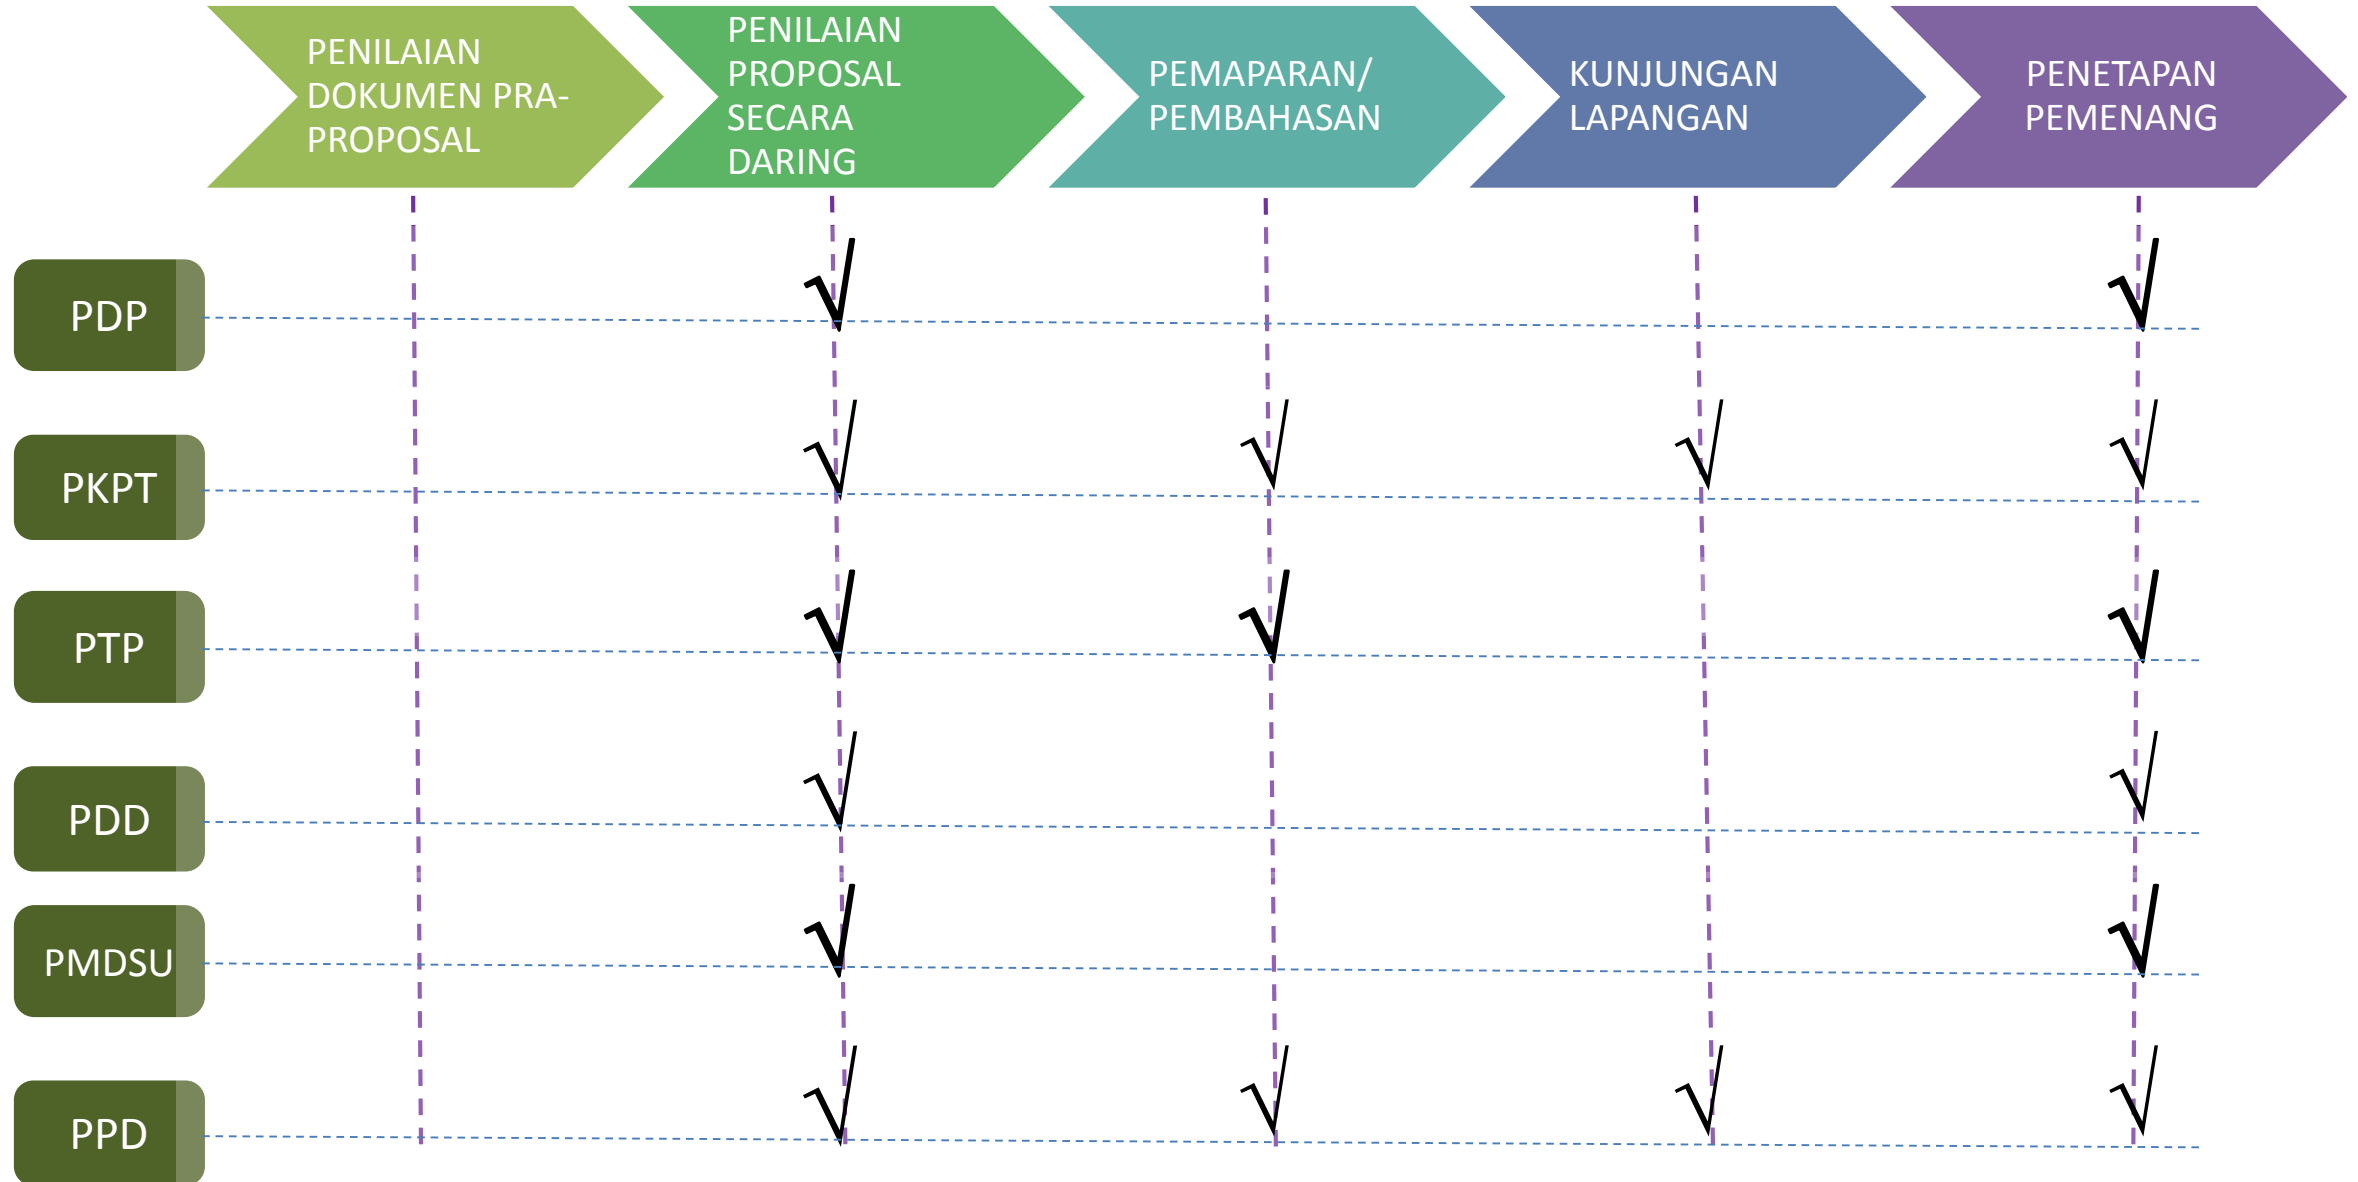 PENILAIAN
DOKUMEN PRA-
PROPOSAL
PENILAIAN
PROPOSAL
SECARA
DARING
PEMAPARAN/
PEMBAHASAN
KUNJUNGAN
LAPANGAN
PENETAPAN
PEMENANG
PDP
√ √
PKPT
√ √ √ √
PTP
√ √ √
PDD
√ √
PMDSU
√ √
PPD
√ √ √ √